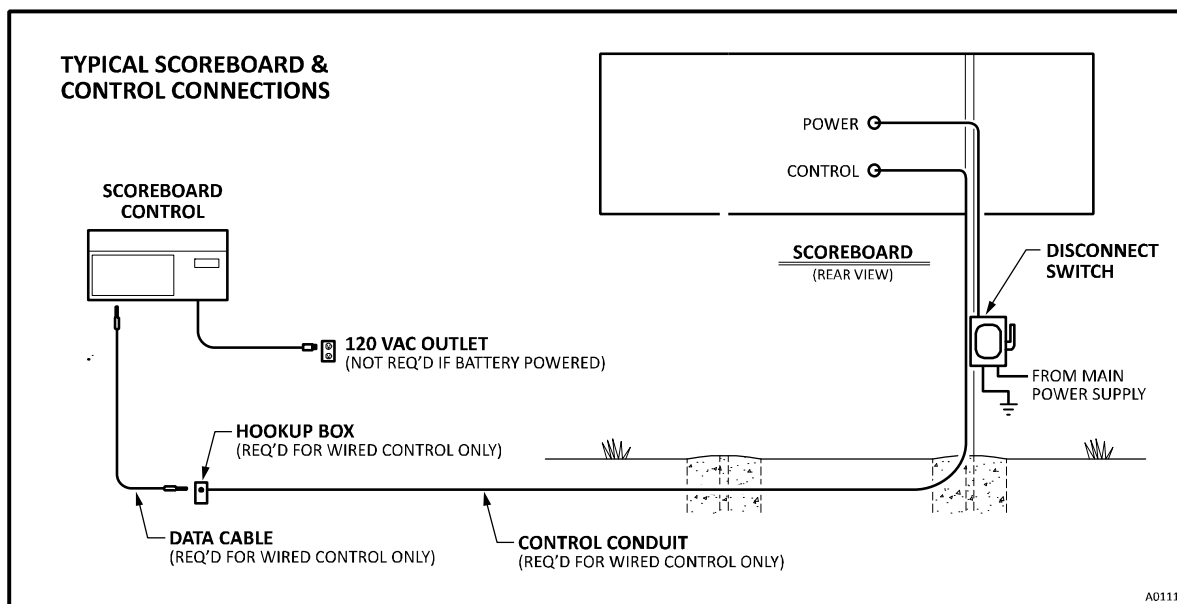 TYPICAL SCOREBOARD &
CONTROL CONNECTIONS
POWER
CONTROL
SCOREBOARD
CONTROL
SCOREBOARD
(REAR VIEW)
DISCONNECT
SWITCH
120 VAC OUTLET
(NOT REQ'D IF BATTERY POWERED)
FROM MAIN
POWER SUPPLY
HOOKUP BOX
(REQ'D FOR WIRED CONTROL ONLY)
DATA CABLE
(REQ'D FOR WIRED CONTROL ONLY)
CONTROL CONDUIT
(REQ'D FOR WIRED CONTROL ONLY)
A0111